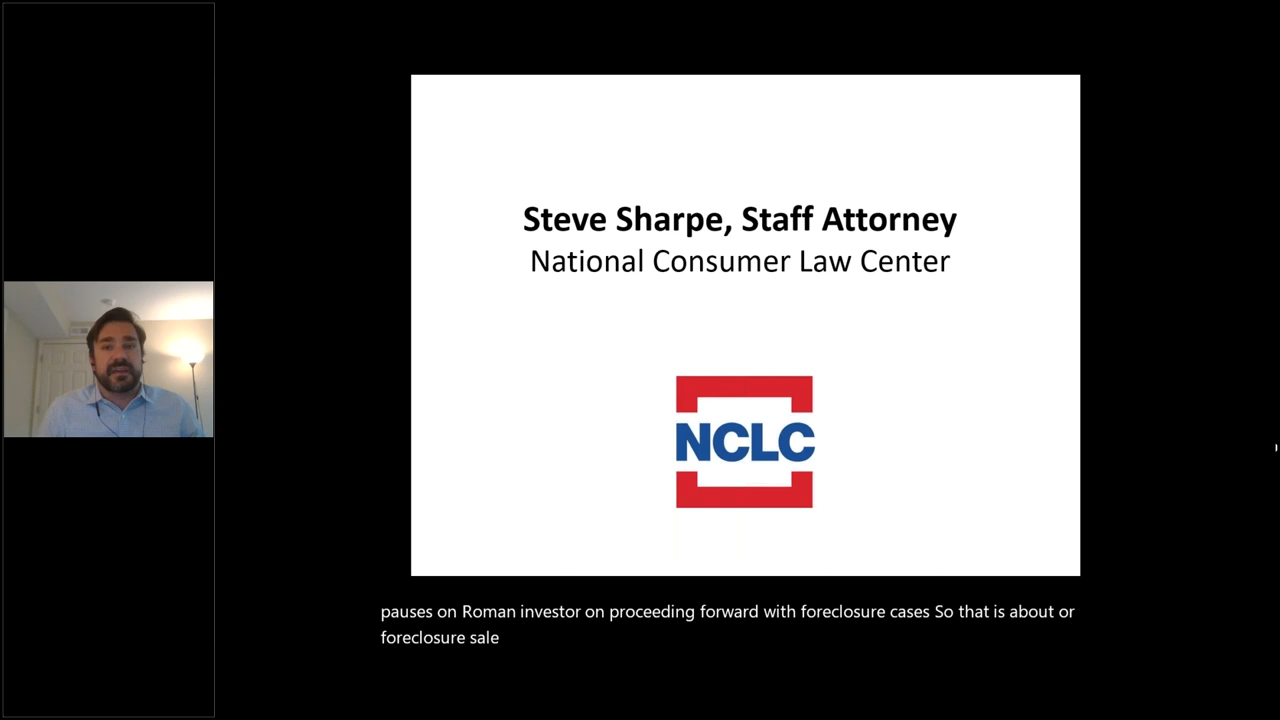 Steve Sharpe, Staff Attorney
National Consumer Law Center
NCLC
pauses on Roman investor on proceeding forward with foreclosure cases So that is about or
foreclosure sale